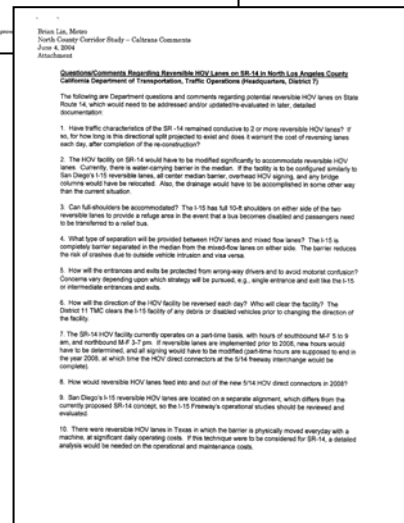 Brian Lin, Metro
North County Corridor Study – Caltrans Comments
June 4, 2004
Attachment
Questions/Comments Regarding Reversible HOV Lanes on SR-14 in North Los Angeles County
California Department of Transportation, Traffic Operations (Headquarters, District 7)
The following are Department questions and comments regarding potential reversible HOV lanes on State
Route 14, which would need to be addressed and/or updated/re-evaluated in later, detailed
documentation:
1. Have traffic characteristics of the SR -14 remained conducive to 2 or more reversible HOV lanes? If
so, for how long is this directional split projected to exist and does it warrant the cost of reversing lanes
each day, after completion of the re-construction?
2. The HOV facility on SR-14 would have to be modified significantly to accommodate reversible HOV
lanes. Currently, there is water-carrying barrier in the median. If the facility is to be configured similarly to
San Diego's I-15 reversible lanes, all center median barrier, overhead HOV signing, and any bridge
columns would have to be relocated. Also, the drainage would have to be accomplished in some other way
than the current situation.
3. Can full-shoulders be accommodated? The I-15 has full 10-ft shoulders on either side of the two
reversible lanes to provide a refuge area in the event that a bus becomes disabled and passengers need
to be transferred to a relief bus.
4. What type of separation will be provided between HOV lanes and mixed flow lanes? The I-15 is
completely barrier separated in the median from the mixed-flow lanes on either side. The barrier reduces
the risk of crashes due to outside vehicle intrusion and visa versa.
5. How will the entrances and exits be protected from wrong-way drivers and to avoid motorist confusion?
Concerns vary depending upon which strategy will be pursued, e.g., single entrance and exit like the I-15
or intermediate entrances and exits.
6. How will the direction of the HOV facility be reversed each day? Who will clear the facility? The
District 11 TMC clears the I-15 facility of any debris or disabled vehicles prior to changing the direction of
the facility.
7. The SR-14 HOV facility currently operates on a part-time basis, with hours of southbound M-F 5 to 9
am, and northbound M-F 3-7 pm. If reversible lanes are implemented prior to 2008, new hours would
have to be determined, and all signing would have to be modified (part-time hours are supposed to end in
the year 2008, at which time the HOV direct connectors at the 5/14 freeway interchange would be
complete).
8. How would reversible HOV lanes feed into and out of the new 5/14 HOV direct connectors in 2008?
9. San Diego's I-15 reversible HOV lanes are located on a separate alignment, which differs from the
currently proposed SR-14 concept, so the I-15 Freeway's operational studies should be reviewed and
evaluated.
10. There were reversible HOV lanes in Texas in which the barrier is physically moved everyday with a
machine, at significant daily operating costs. If this technique were to be considered for SR-14, a detailed
analysis would be needed on the operational and maintenance costs.